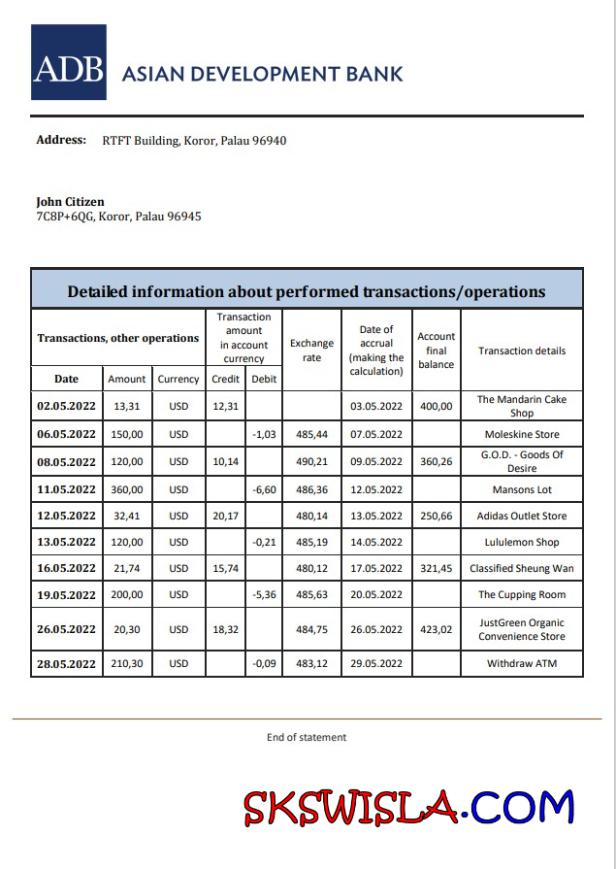 ADB ASIAN DEVELOPMENT BANK
Address: RTFT Building, Koror, Palau 96940
John Citizen
7C8P+6QG, Koror, Palau 96945
Detailed information about performed transactions/operations
Transactions, other operations
Transaction
amount
in account
currency
Exchange
rate
Date of
accrual
(making the
calculation)
Account
final
balance
Transaction details
Date Amount Currency Credit Debit
02.05.2022 13,31 USD 12,31 03.05.2022 400,00 The Mandarin Cake
Shop
06.05.2022 150,00 USD -1,03 485,44 07.05.2022 Moleskine Store
08.05.2022 120,00 USD 10,14 490,21 09.05.2022 360,26 G.O.D. - Goods Of
Desire
11.05.2022 360,00 USD -6,60 486,36 12.05.2022 Mansons Lot
12.05.2022 32,41 USD 20,17 480,14 13.05.2022 250,66 Adidas Outlet Store
13.05.2022 120,00 USD -0,21 485,19 14.05.2022 Lululemon Shop
16.05.2022 21,74 USD 15,74 480,12 17.05.2022 321,45 Classified Sheung Wan
19.05.2022 200,00 USD -5,36 485,63 20.05.2022 The Cupping Room
26.05.2022 20,30 USD 18,32 484,75 26.05.2022 423,02 JustGreen Organic
Convenience Store
28.05.2022 210,30 USD -0,09 483,12 29.05.2022 Withdraw ATM
End of statement
SKSWISLA.COM